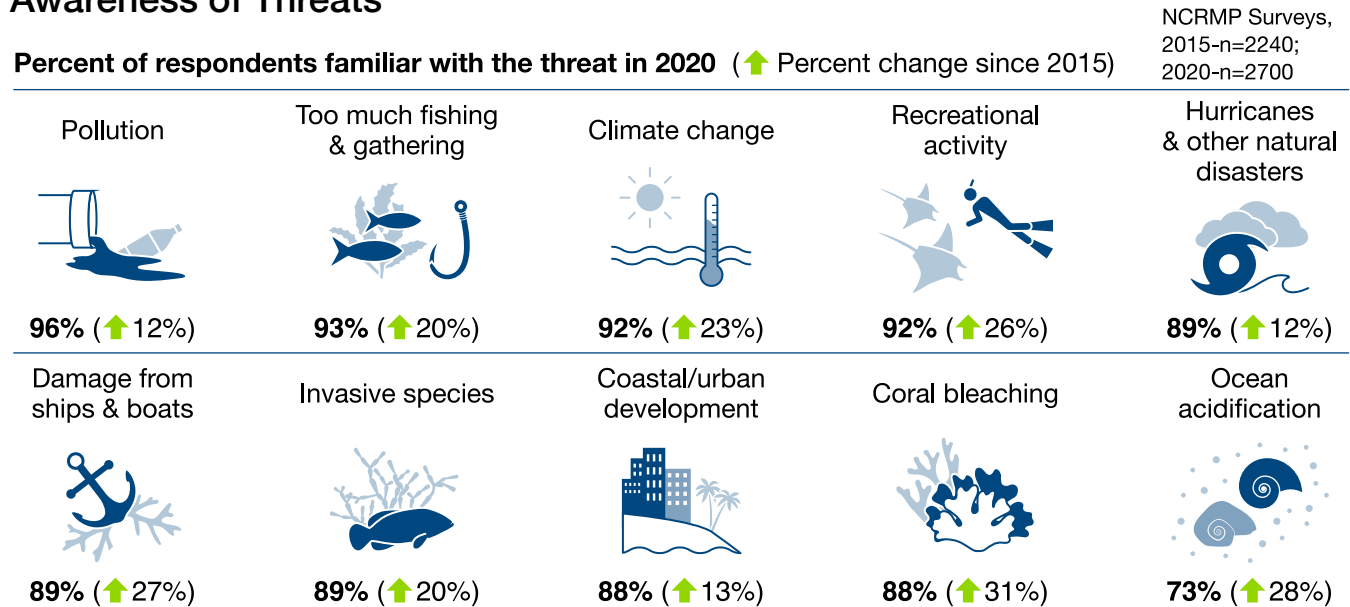 Awareness of Threats
NCRMP Surveys,
2015-n=2240;
2020-n=2700
Percent of respondents familiar with the threat in 2020 (⬆ Percent change since 2015)
Pollution
96% (⬆12%)
Too much fishing
& gathering
93% (⬆20%)
Climate change
92% (⬆23%)
Recreational
activity
92% (⬆26%)
Hurricanes
& other natural
disasters
89% (⬆12%)
Damage from
ships & boats
89% (⬆27%)
Invasive species
89% (⬆20%)
Coastal/urban
development
88% (⬆13%)
Coral bleaching
88% (⬆31%)
Ocean
acidification
73% (⬆28%)